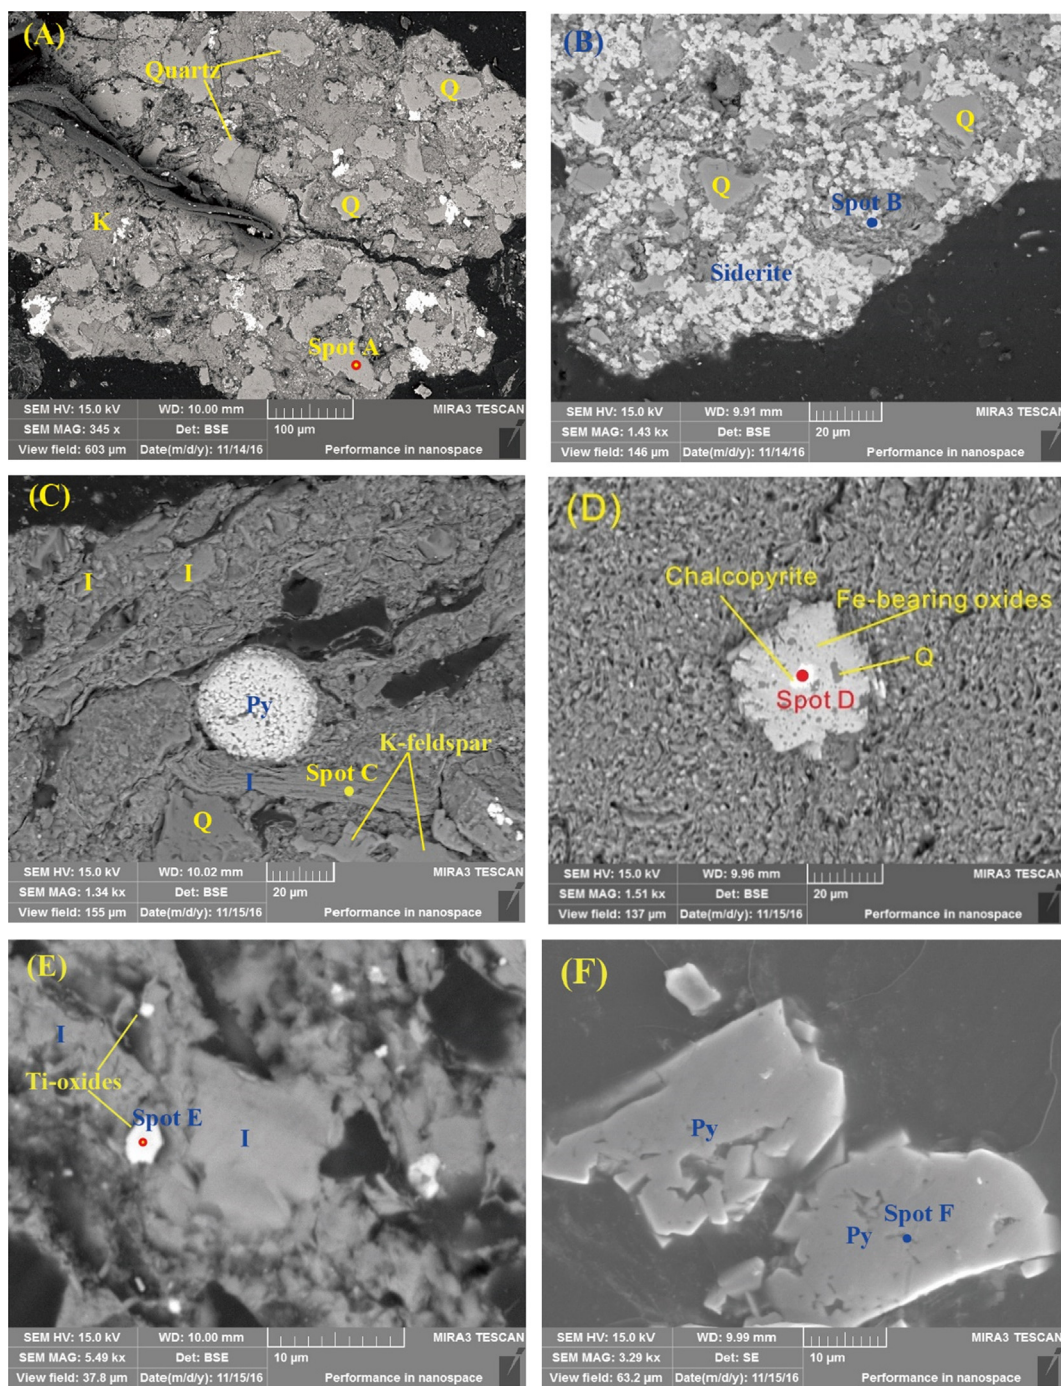 (A)
Quartz
Q
Q
K
Spot A
SEM HV: 15.0 kV WD: 10.00 mm MIRA3 TESCAN
SEM MAG: 345 x Det: BSE 100 µm
View field: 603 µm Date(m/d/y): 11/14/16 Performance in nanospace
(B)
Q
Q
Spot B
Siderite
SEM HV: 15.0 kV WD: 9.91 mm MIRA3 TESCAN
SEM MAG: 1.43 kx Det: BSE 20 µm
View field: 146 µm Date(m/d/y): 11/14/16 Performance in nanospace
(C)
I
I
Py
K-feldspar
I
Spot C
Q
SEM HV: 15.0 kV WD: 10.02 mm MIRA3 TESCAN
SEM MAG: 1.34 kx Det: BSE 20 µm
View field: 155 µm Date(m/d/y): 11/15/16 Performance in nanospace
(D)
Chalcopyrite
Fe-bearing oxides
Q
Spot D
SEM HV: 15.0 kV WD: 9.96 mm MIRA3 TESCAN
SEM MAG: 1.51 kx Det: BSE 20 µm
View field: 137 µm Date(m/d/y): 11/15/16 Performance in nanospace
(E)
I
Ti-oxides
Spot E
I
SEM HV: 15.0 kV WD: 10.00 mm MIRA3 TESCAN
SEM MAG: 5.49 kx Det: BSE 10 µm
View field: 37.8 µm Date(m/d/y): 11/15/16 Performance in nanospace
(F)
Py
Spot F
Py
SEM HV: 15.0 kV WD: 9.99 mm MIRA3 TESCAN
SEM MAG: 3.29 kx Det: SE 10 µm
View field: 63.2 µm Date(m/d/y): 11/15/16 Performance in nanospace